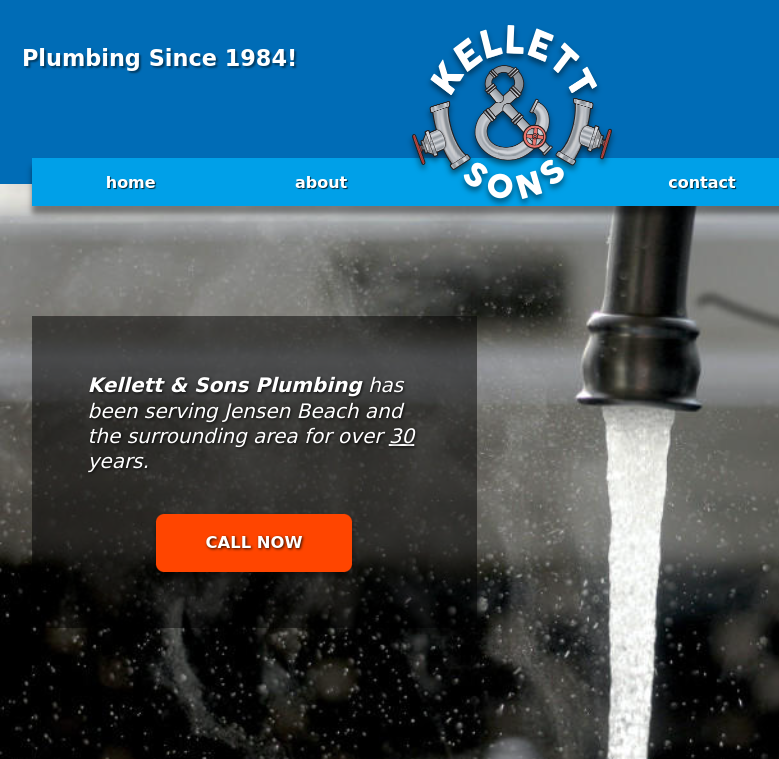 Plumbing Since 1984!
KELLETT
&
SONS
home
about
contact
Kellett & Sons Plumbing has
been serving Jensen Beach and
the surrounding area for over 30
years.
CALL NOW